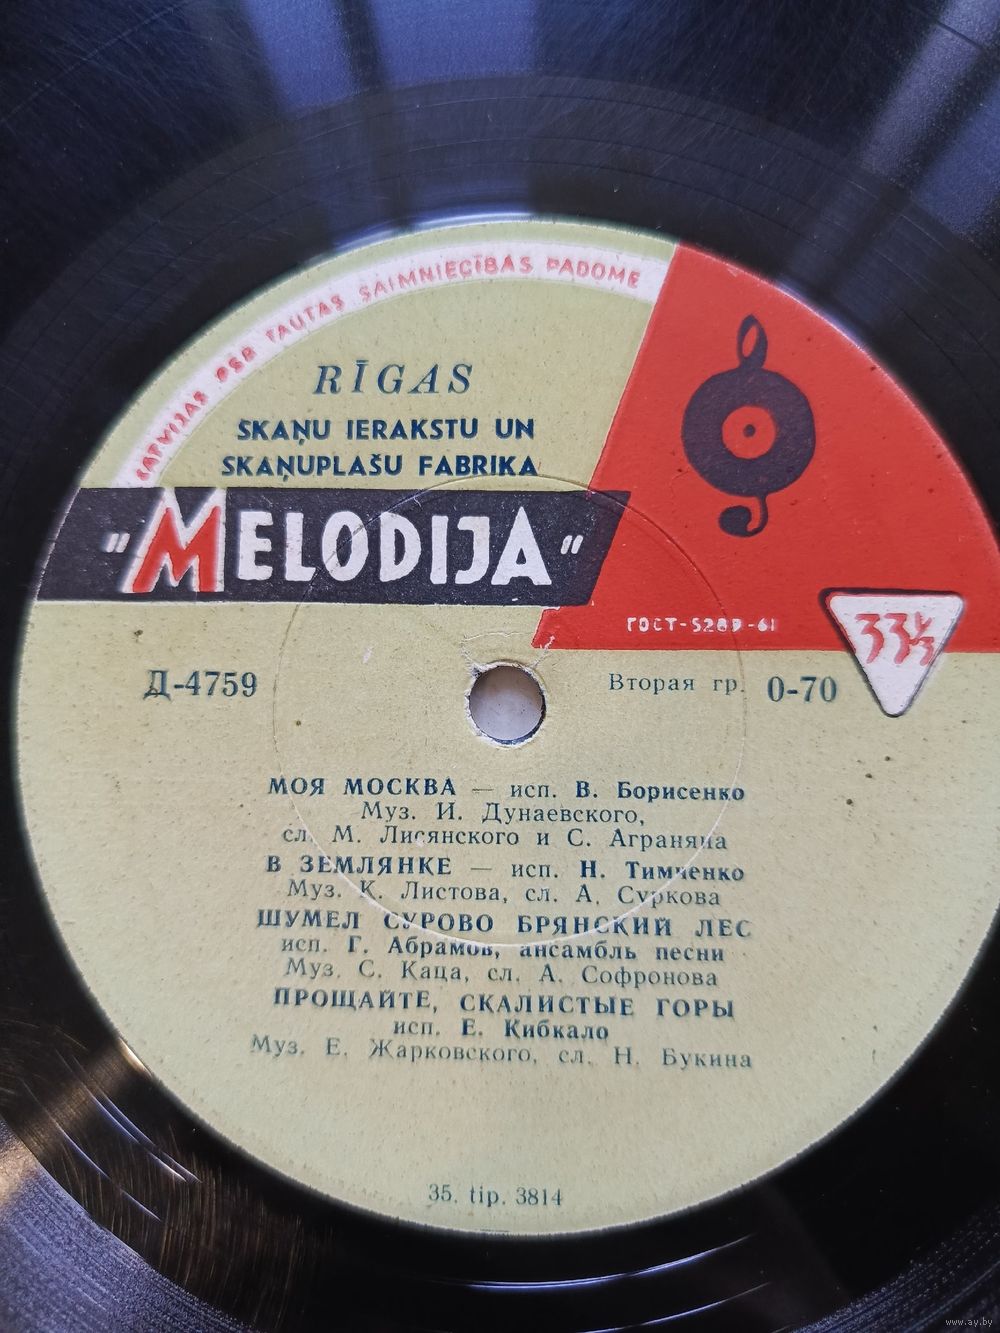 LATVIJAS PSR TAUTAS SAIMNIECĪBAS PADOME
RĪGAS
SKAŅU IERAKSTU UN
SKAŅUPLAŠU FABRIKA
"MELODIJA"
ГОСТ-5289-61
33⅓
Д-4759
Вторая гр. 0-70
МОЯ МОСКВА — исп. В. Борисенко
Муз. И. Дунаевского,
сл. М. Лисянского и С. Аграняна
В ЗЕМЛЯНКЕ — исп. Н. Тимченко
Муз. К. Листова, сл. А. Суркова
ШУМЕЛ СУРОВО БРЯНСКИЙ ЛЕС
исп. Г. Абрамов, ансамбль песни
Муз. С. Каца, сл. А. Софронова
ПРОЩАЙТЕ, СКАЛИСТЫЕ ГОРЫ
исп. Е. Кибкало
Муз. Е. Жарковского, сл. Н. Букина
35. tip. 3814
www.ay.by